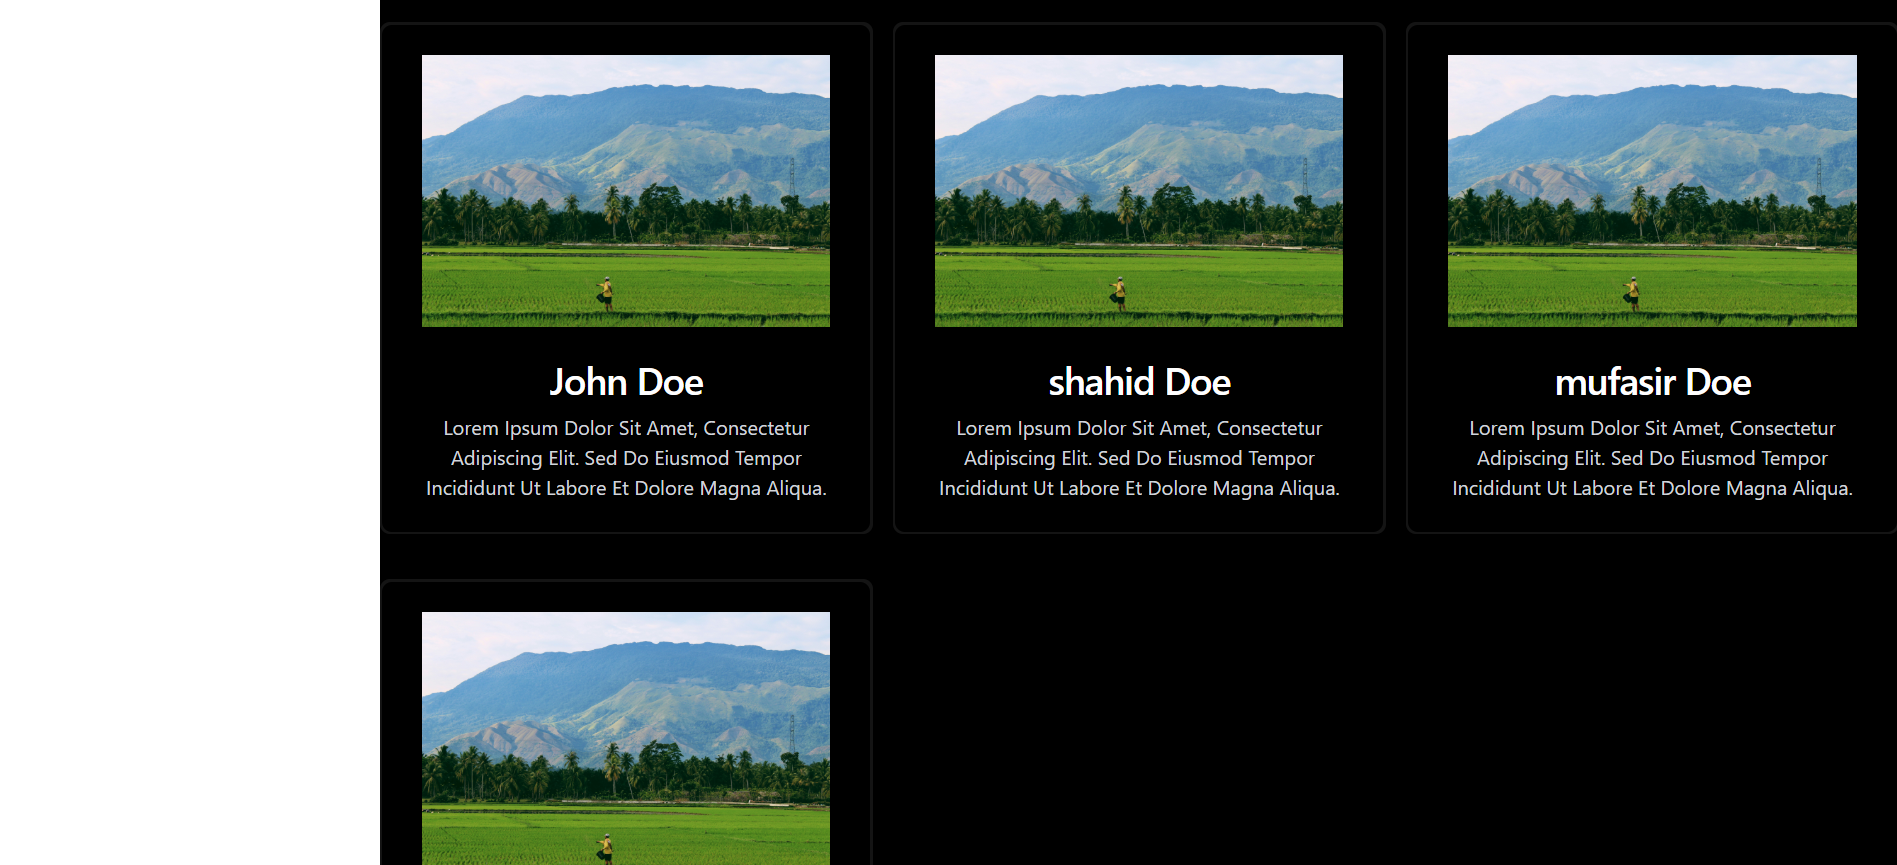 John Doe
Lorem Ipsum Dolor Sit Amet, Consectetur
Adipiscing Elit. Sed Do Eiusmod Tempor
Incididunt Ut Labore Et Dolore Magna Aliqua.
shahid Doe
Lorem Ipsum Dolor Sit Amet, Consectetur
Adipiscing Elit. Sed Do Eiusmod Tempor
Incididunt Ut Labore Et Dolore Magna Aliqua.
mufasir Doe
Lorem Ipsum Dolor Sit Amet, Consectetur
Adipiscing Elit. Sed Do Eiusmod Tempor
Incididunt Ut Labore Et Dolore Magna Aliqua.